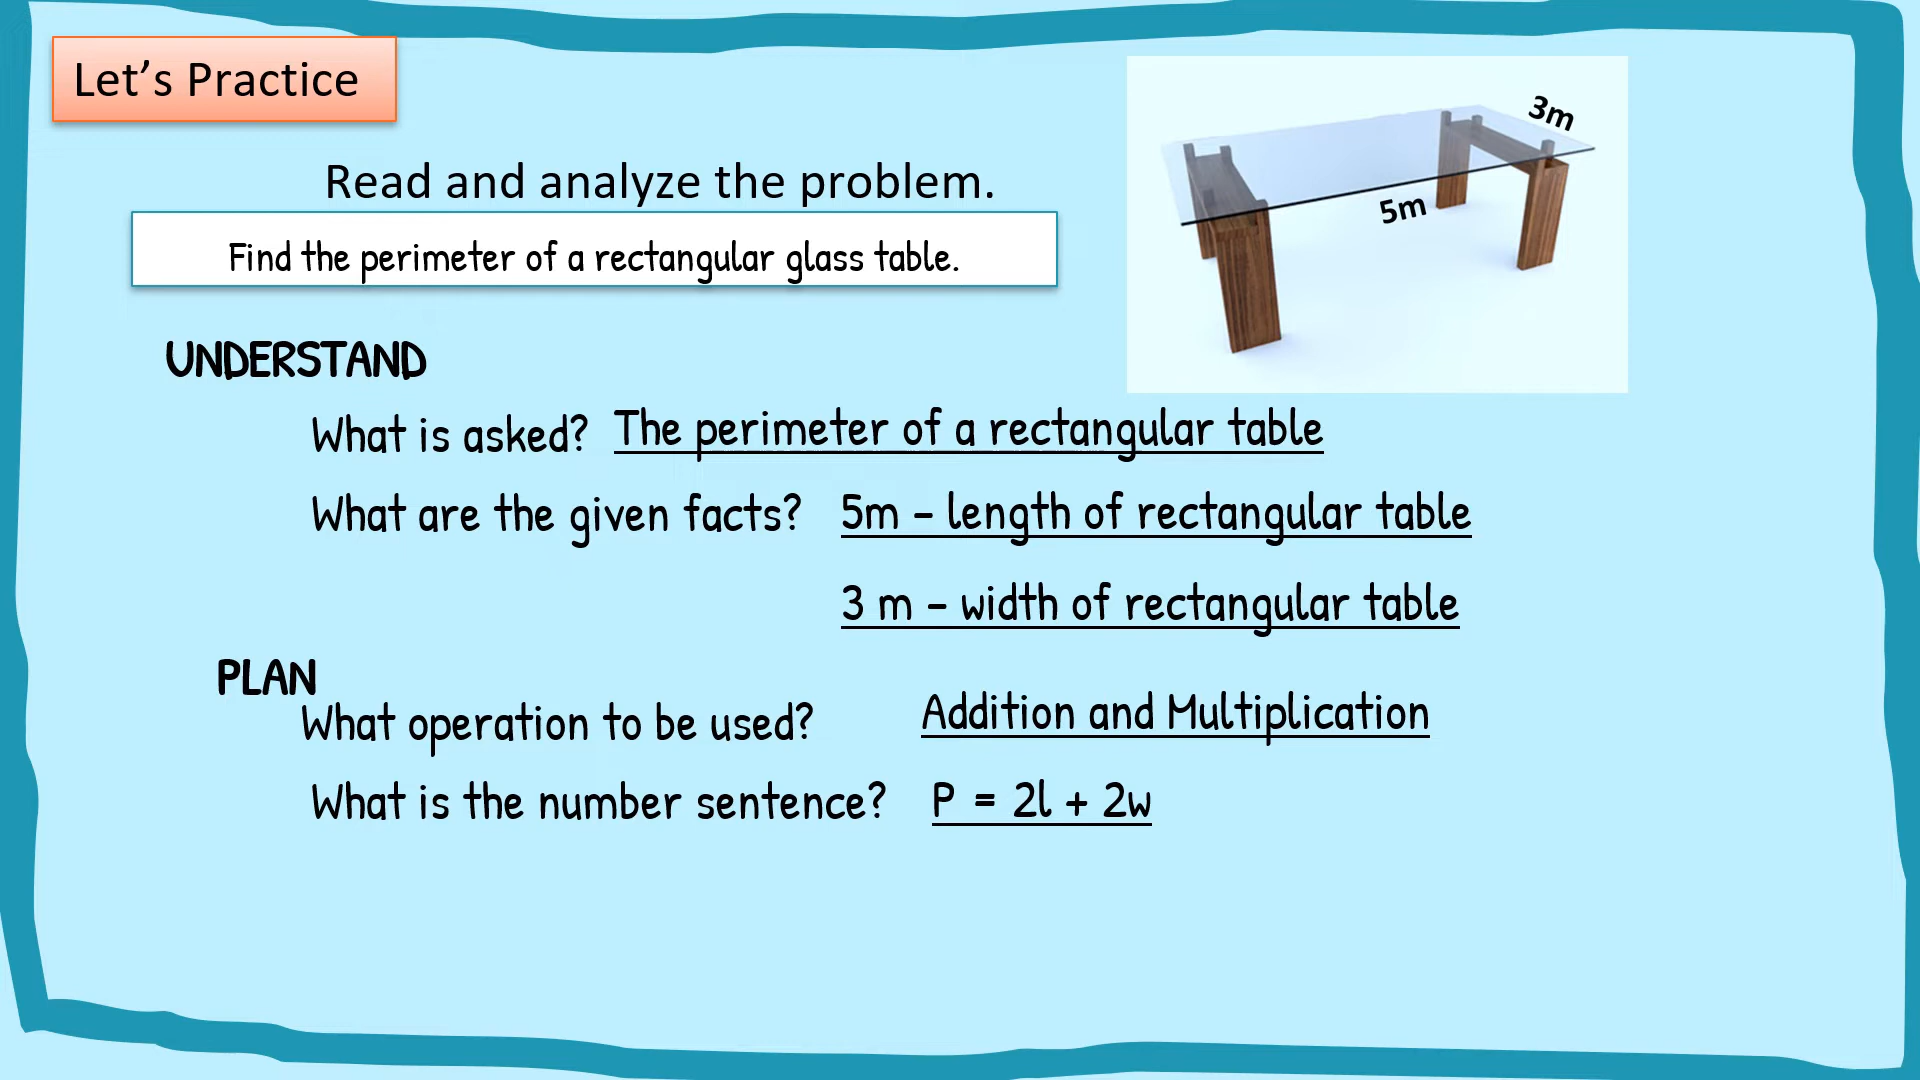 Let’s Practice
Read and analyze the problem.
Find the perimeter of a rectangular glass table.
3m
5m
UNDERSTAND
What is asked? The perimeter of a rectangular table
What are the given facts? 5m – length of rectangular table
3 m – width of rectangular table
PLAN
What operation to be used? Addition and Multiplication
What is the number sentence? P = 2l + 2w